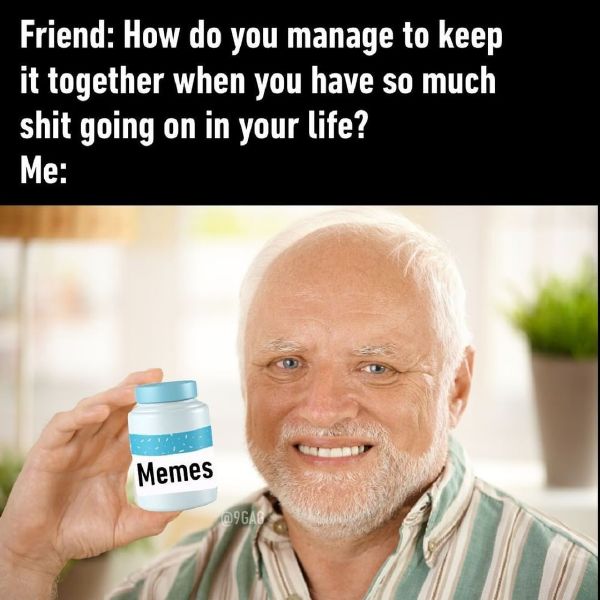 Friend: How do you manage to keep
it together when you have so much
shit going on in your life?
Me:
Memes
@9GAG